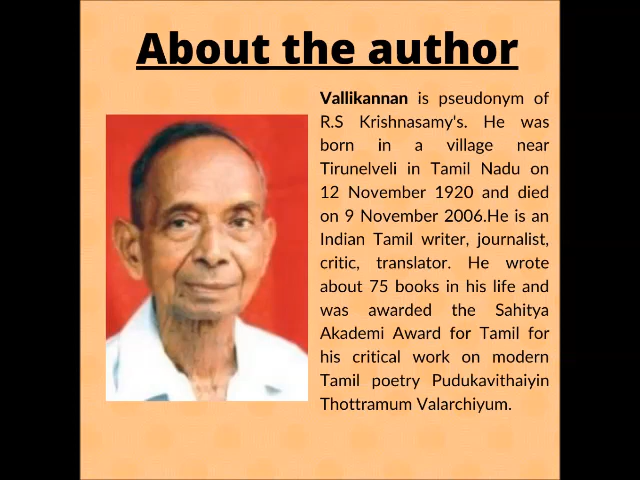 About the author
Vallikannan is pseudonym of
R.S Krishnasamy's. He was
born in a village near
Tirunelveli in Tamil Nadu on
12 November 1920 and died
on 9 November 2006.He is an
Indian Tamil writer, journalist,
critic, translator. He wrote
about 75 books in his life and
was awarded the Sahitya
Akademi Award for Tamil for
his critical work on modern
Tamil poetry Pudukavithaiyin
Thottramum Valarchiyum.